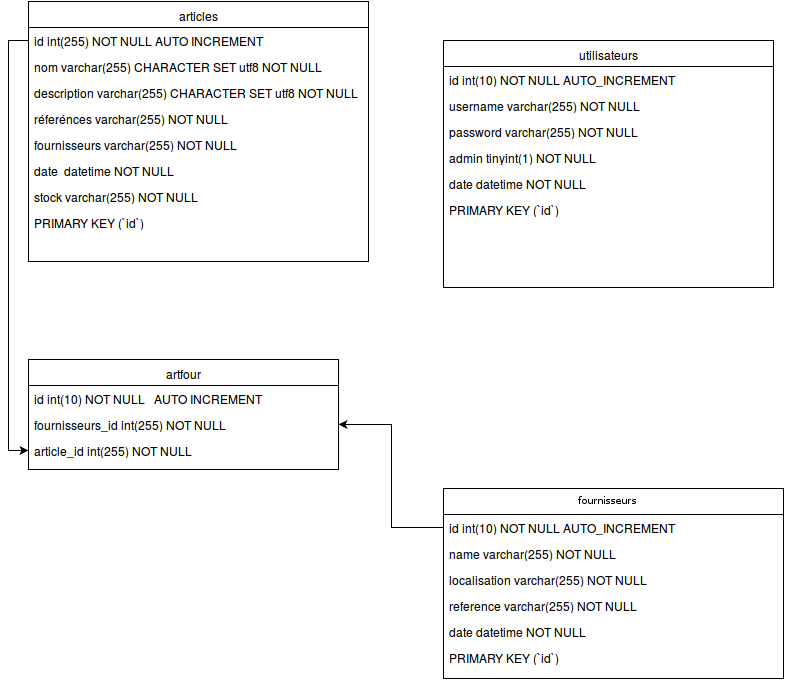 articles
id int(255) NOT NULL AUTO INCREMENT
nom varchar(255) CHARACTER SET utf8 NOT NULL
description varchar(255) CHARACTER SET utf8 NOT NULL
réferénces varchar(255) NOT NULL
fournisseurs varchar(255) NOT NULL
date  datetime NOT NULL
stock varchar(255) NOT NULL
PRIMARY KEY (`id`)
utilisateurs
id int(10) NOT NULL AUTO_INCREMENT
username varchar(255) NOT NULL
password varchar(255) NOT NULL
admin tinyint(1) NOT NULL
date datetime NOT NULL
PRIMARY KEY (`id`)
artfour
id int(10) NOT NULL   AUTO INCREMENT
fournisseurs_id int(255) NOT NULL
article_id int(255) NOT NULL
fournisseurs
id int(10) NOT NULL AUTO_INCREMENT
name varchar(255) NOT NULL
localisation varchar(255) NOT NULL
reference varchar(255) NOT NULL
date datetime NOT NULL
PRIMARY KEY (`id`)